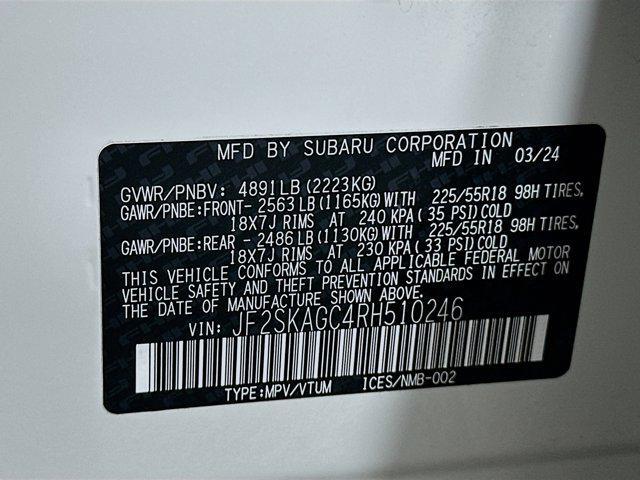 MFD BY SUBARU CORPORATION
MFD IN 03/24
GVWR/PNBV: 4891LB (2223KG)
GAWR/PNBE:FRONT- 2563LB (1165KG)WITH 225/55R18 98H TIRES,
18X7J RIMS AT 240 KPA (35 PSI)COLD
GAWR/PNBE:REAR - 2486LB (1130KG)WITH 225/55R18 98H TIRES,
18X7J RIMS AT 230 KPA (33 PSI)COLD
THIS VEHICLE CONFORMS TO ALL APPLICABLE FEDERAL MOTOR
VEHICLE SAFETY AND THEFT PREVENTION STANDARDS IN EFFECT ON
THE DATE OF MANUFACTURE SHOWN ABOVE.
VIN: JF2SKAGC4RH510246
TYPE:MPV/VTUM ICES/NMB-002